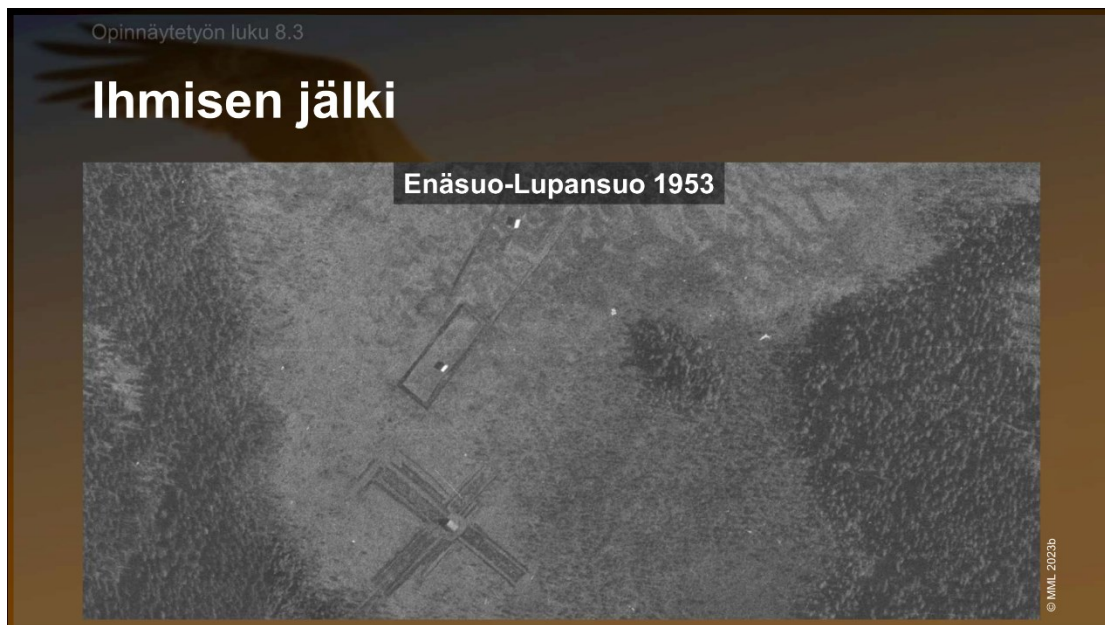 Opinnäytetyön luku 8.3
Ihmisen jälki
Enäsuo-Lupansuo 1953
© MML 2023b